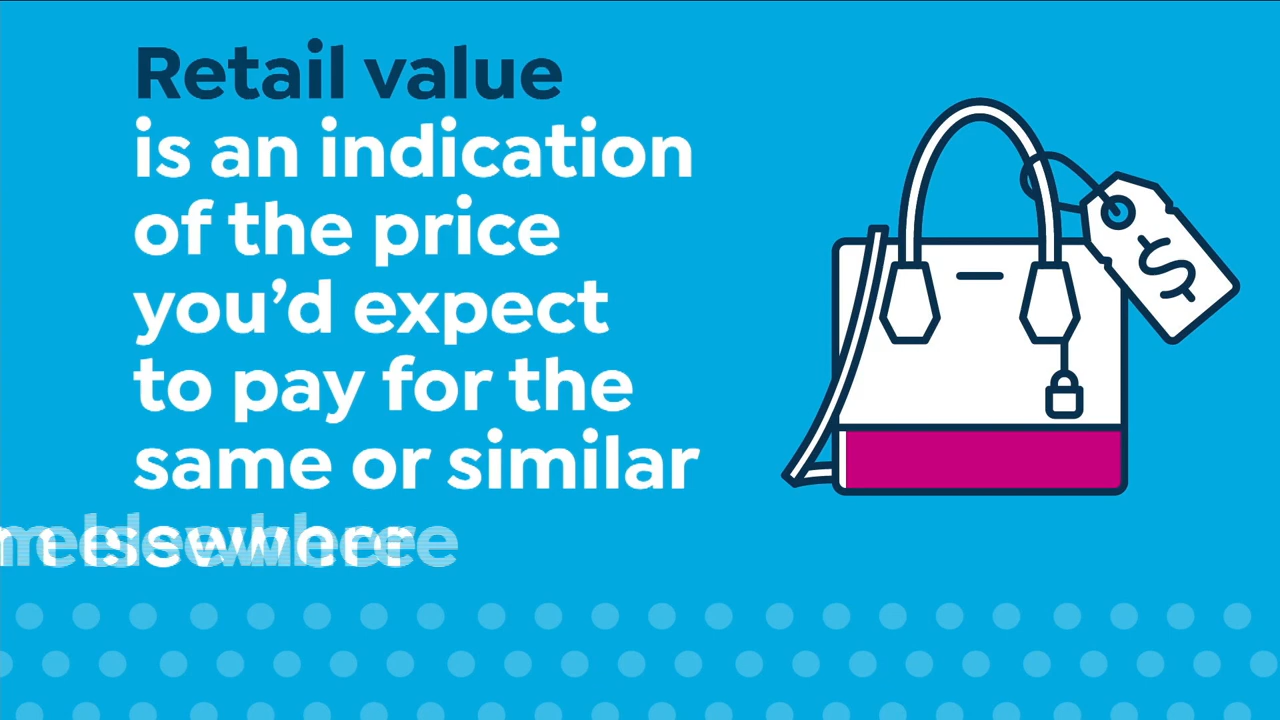 Retail value
is an indication
of the price
you’d expect
to pay for the
same or similar
$